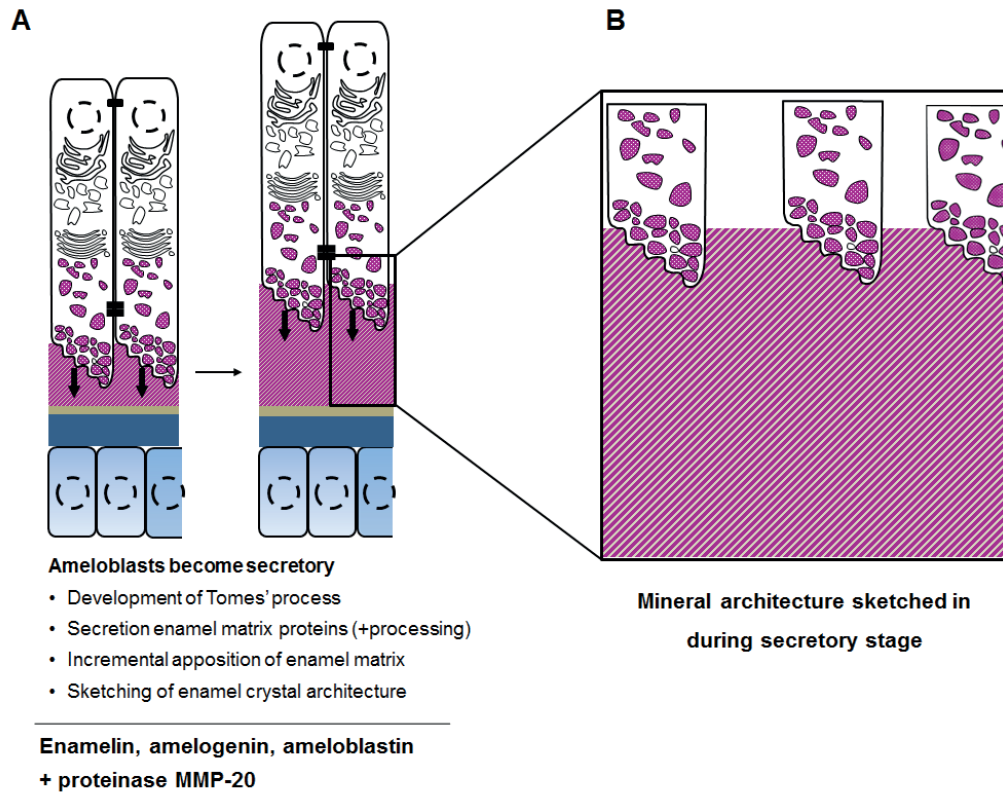 A
B
Ameloblasts become secretory
• Development of Tomes' process
• Secretion enamel matrix proteins (+processing)
• Incremental apposition of enamel matrix
• Sketching of enamel crystal architecture
Enamelin, amelogenin, ameloblastin
+ proteinase MMP-20
Mineral architecture sketched in
during secretory stage